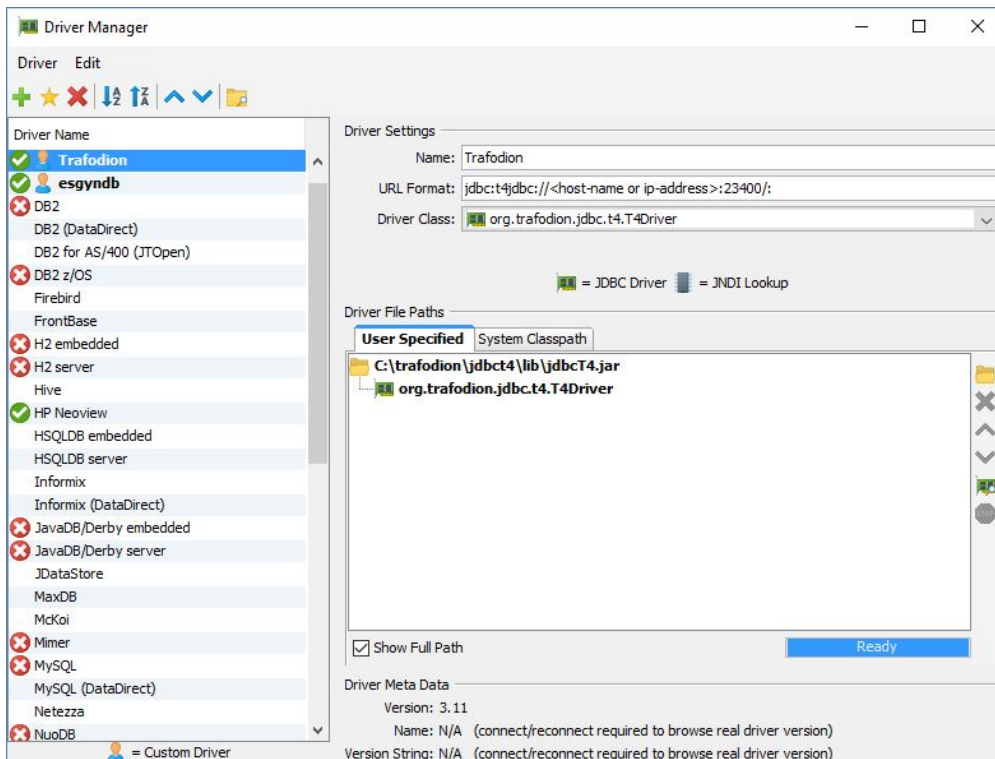 Driver Manager
Driver Edit
Driver Name
Trafodion
esgyndb
DB2
DB2 (DataDirect)
DB2 for AS/400 (JTOpen)
DB2 z/OS
Firebird
FrontBase
H2 embedded
H2 server
Hive
HP Neoview
HSQLDB embedded
HSQLDB server
Informix
Informix (DataDirect)
JavaDB/Derby embedded
JavaDB/Derby server
JDataStore
MaxDB
McKoi
Mimer
MySQL
MySQL (DataDirect)
Netezza
NuoDB
= Custom Driver
Driver Settings
Name: Trafodion
URL Format: jdbc:t4jdbc://<host-name or ip-address>:23400/:
Driver Class: org.trafodion.jdbc.t4.T4Driver
= JDBC Driver = JNDI Lookup
Driver File Paths
User Specified System Classpath
C:\trafodion\jdbct4\lib\jdbcT4.jar
org.trafodion.jdbc.t4.T4Driver
Show Full Path Ready
Driver Meta Data
Version: 3.11
Name: N/A (connect/reconnect required to browse real driver version)
Version String: N/A (connect/reconnect required to browse real driver version)